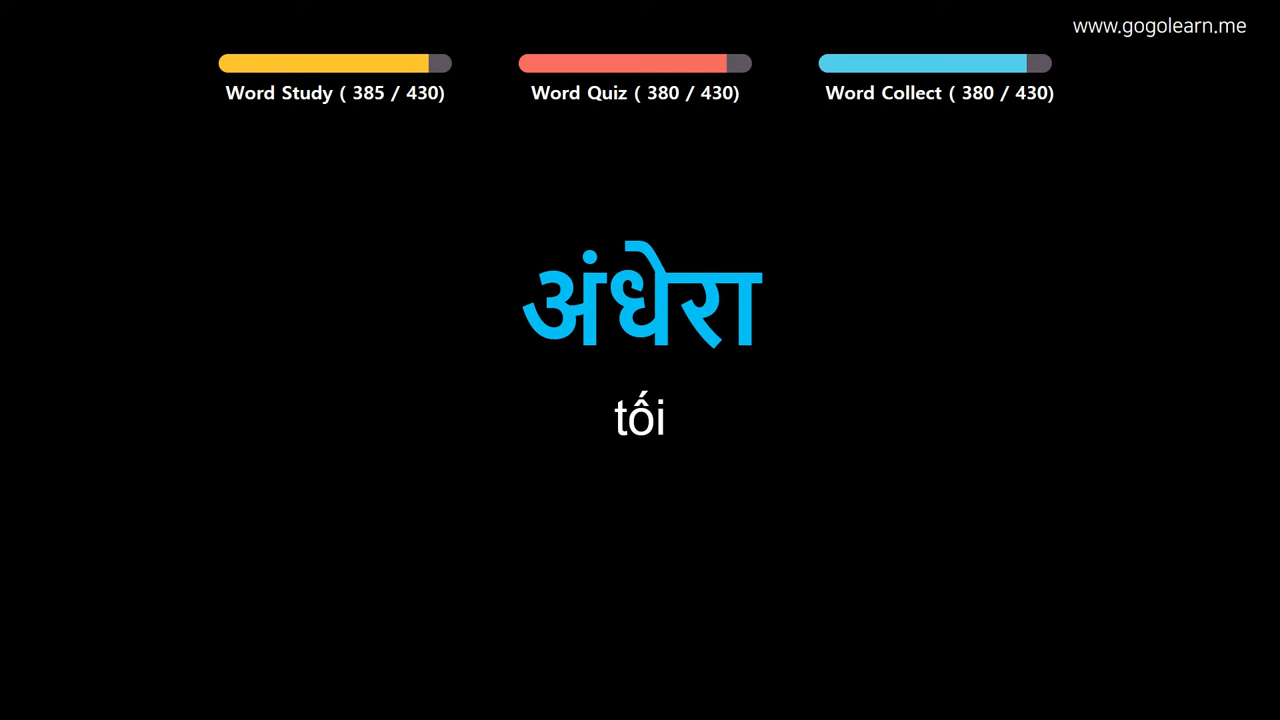 www.gogolearn.me
Word Study ( 385 / 430)
Word Quiz ( 380 / 430)
Word Collect ( 380 / 430)
अंधेरा
tối